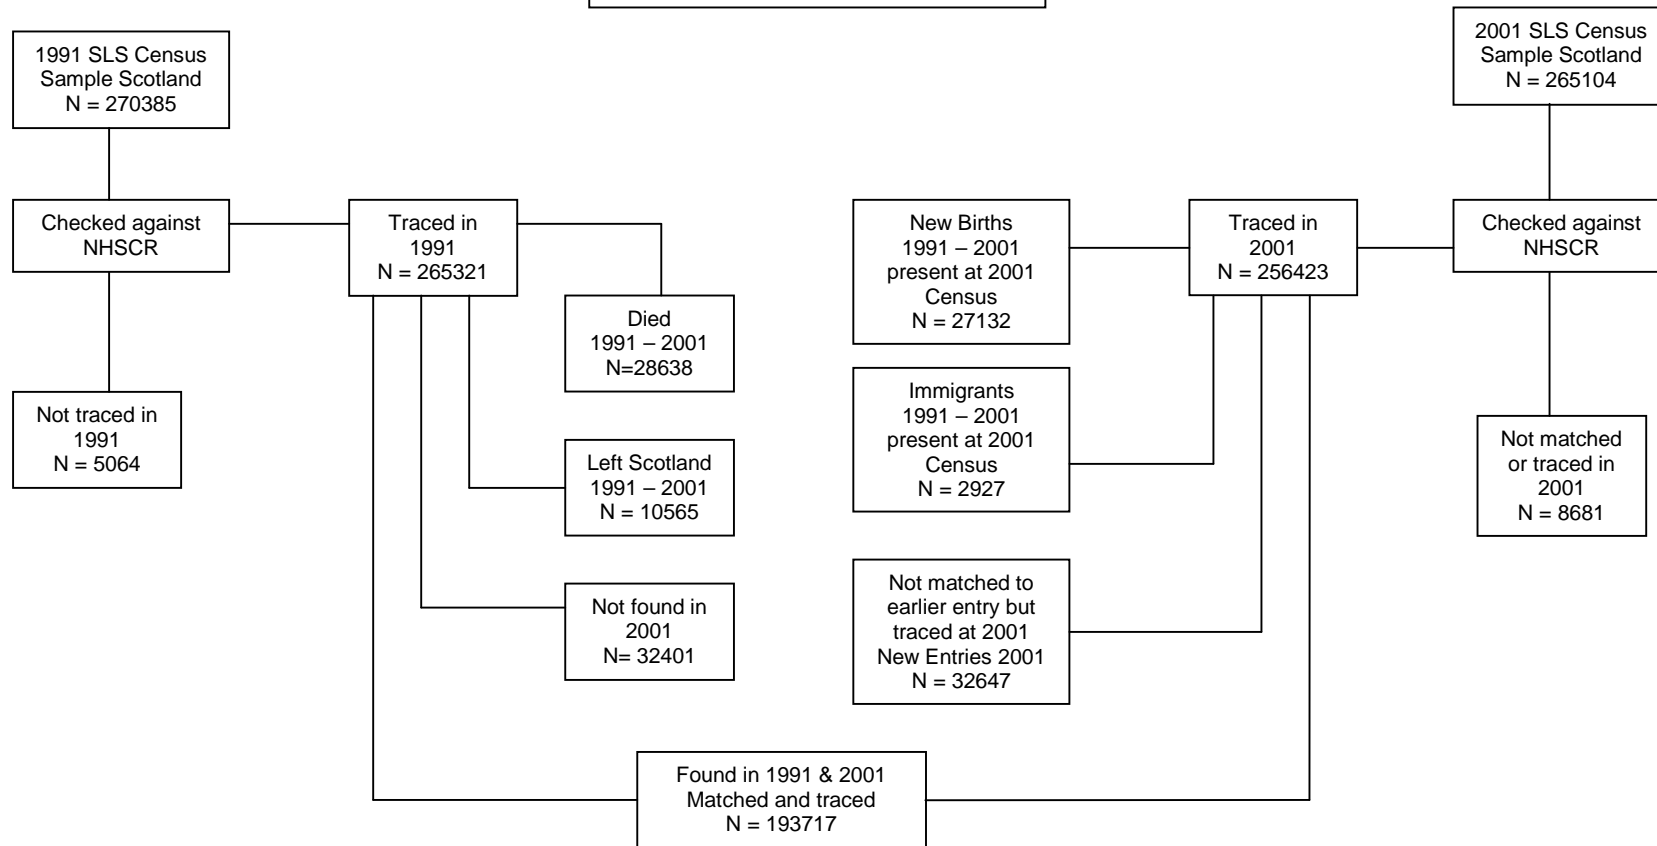 1991 SLS Census
Sample Scotland
N = 270385
2001 SLS Census
Sample Scotland
N = 265104
Checked against
NHSCR
Traced in
1991
N = 265321
New Births
1991 – 2001
present at 2001
Census
N = 27132
Traced in
2001
N = 256423
Checked against
NHSCR
Died
1991 – 2001
N=28638
Immigrants
1991 – 2001
present at 2001
Census
N = 2927
Not traced in
1991
N = 5064
Left Scotland
1991 – 2001
N = 10565
Not matched
or traced in
2001
N = 8681
Not found in
2001
N= 32401
Not matched to
earlier entry but
traced at 2001
New Entries 2001
N = 32647
Found in 1991 & 2001
Matched and traced
N = 193717